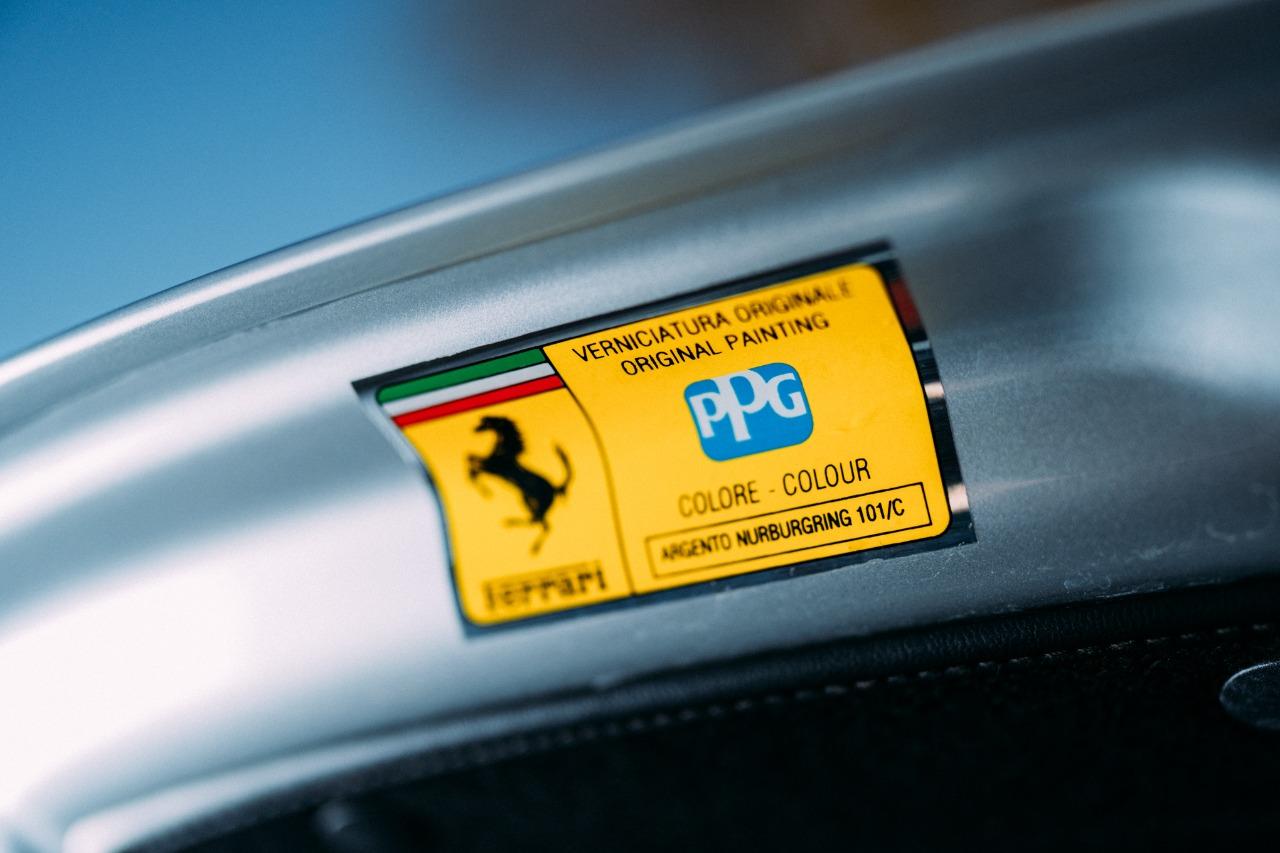 VERNICIATURA ORIGINALE
ORIGINAL PAINTING
PPG
COLORE - COLOUR
ARGENTO NURBURGRING 101/C
Ferrari